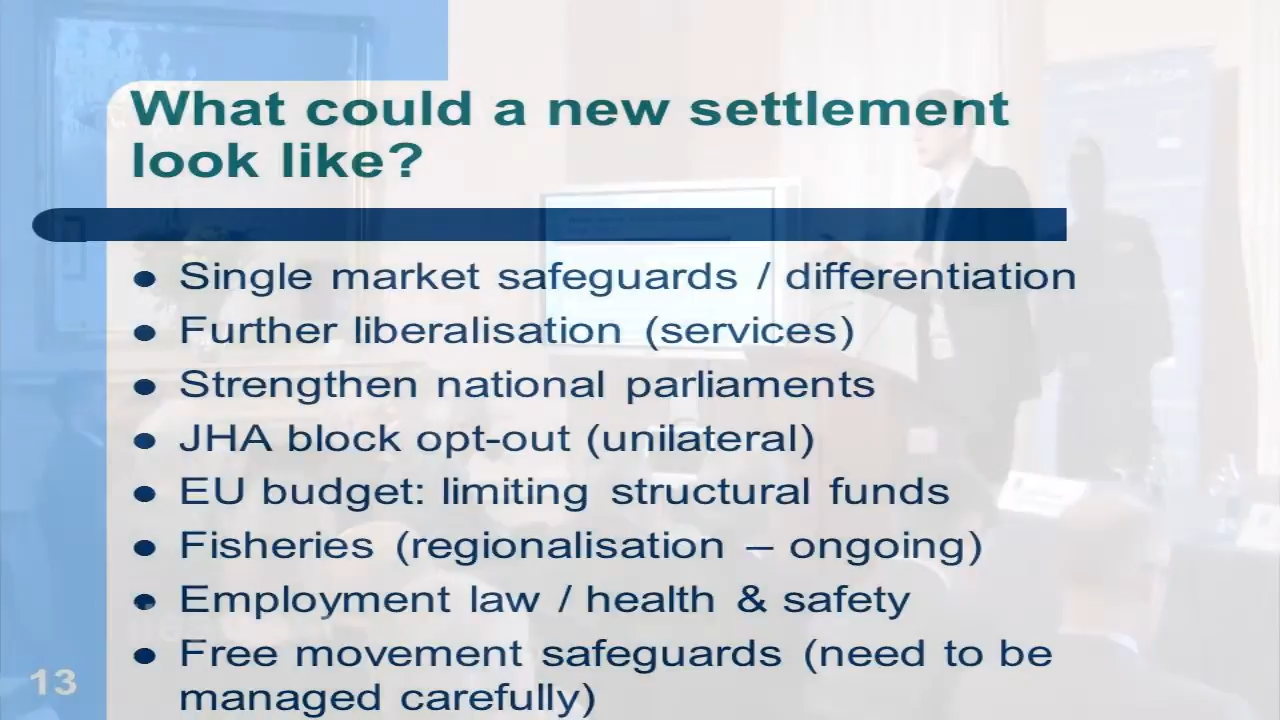 What could a new settlement
look like?
● Single market safeguards / differentiation
● Further liberalisation (services)
● Strengthen national parliaments
● JHA block opt-out (unilateral)
● EU budget: limiting structural funds
● Fisheries (regionalisation – ongoing)
● Employment law / health & safety
● Free movement safeguards (need to be
managed carefully)
13